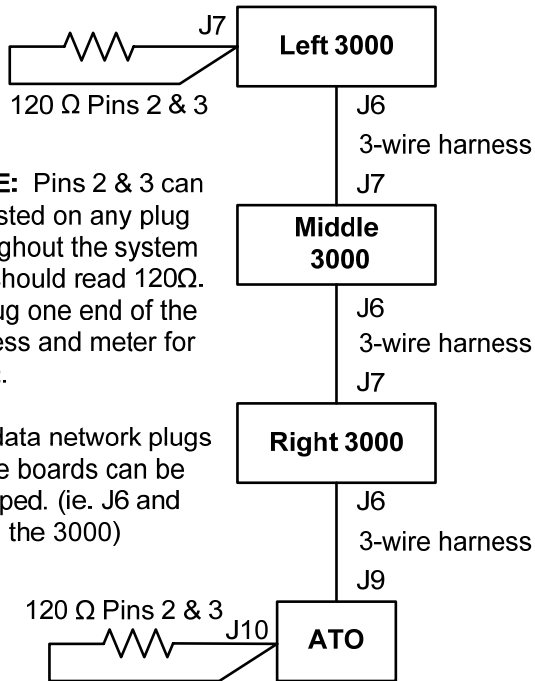 J7
Left 3000
120 Ω Pins 2 & 3
J6
3-wire harness
J7
E: Pins 2 & 3 can
sted on any plug
ghout the system
should read 120Ω.
ug one end of the
ess and meter for
Middle
3000
J6
3-wire harness
J7
data network plugs
e boards can be
ped. (ie. J6 and
the 3000)
Right 3000
J6
3-wire harness
J9
120 Ω Pins 2 & 3
J10
ATO